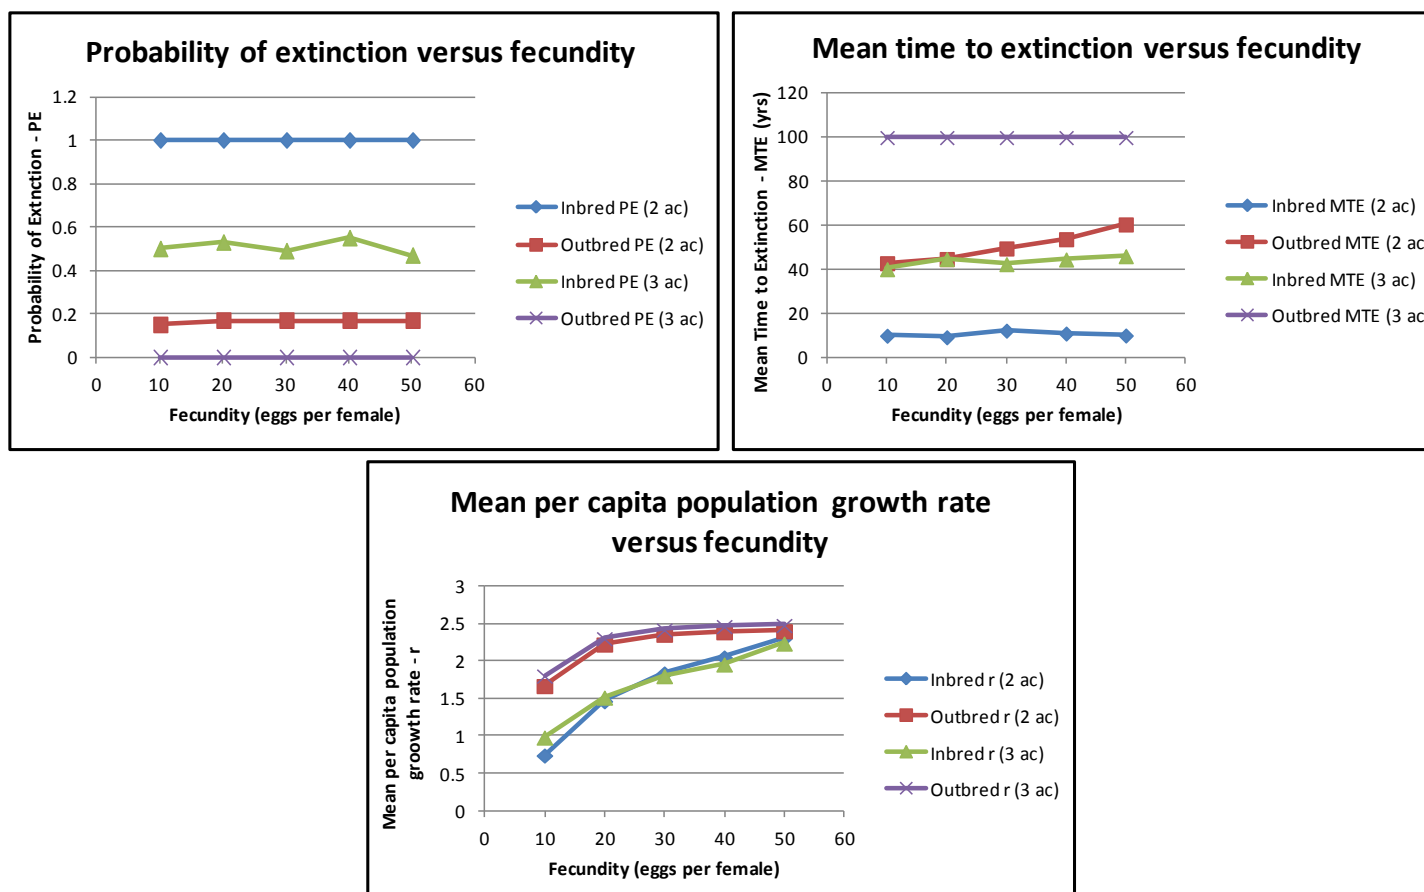 Probability of extinction versus fecundity
Probability of Extnction - PE
1.2
1
0.8
0.6
0.4
0.2
0
0 10 20 30 40 50 60
Fecundity (eggs per female)
Inbred PE (2 ac)
Outbred PE (2 ac)
Inbred PE (3 ac)
Outbred PE (3 ac)
Mean time to extinction versus fecundity
Mean Time to Extinction - MTE (yrs)
120
100
80
60
40
20
0
0 10 20 30 40 50 60
Fecundity (eggs per female)
Inbred MTE (2 ac)
Outbred MTE (2 ac
Inbred MTE (3 ac)
Outbred MTE (3 ac
Mean per capita population growth rate
versus fecundity
Mean per capita population
groowth rate - r
3
2.5
2
1.5
1
0.5
0
0 10 20 30 40 50 60
Fecundity (eggs per female)
Inbred r (2 ac)
Outbred r (2 ac)
Inbred r (3 ac)
Outbred r (3 ac)